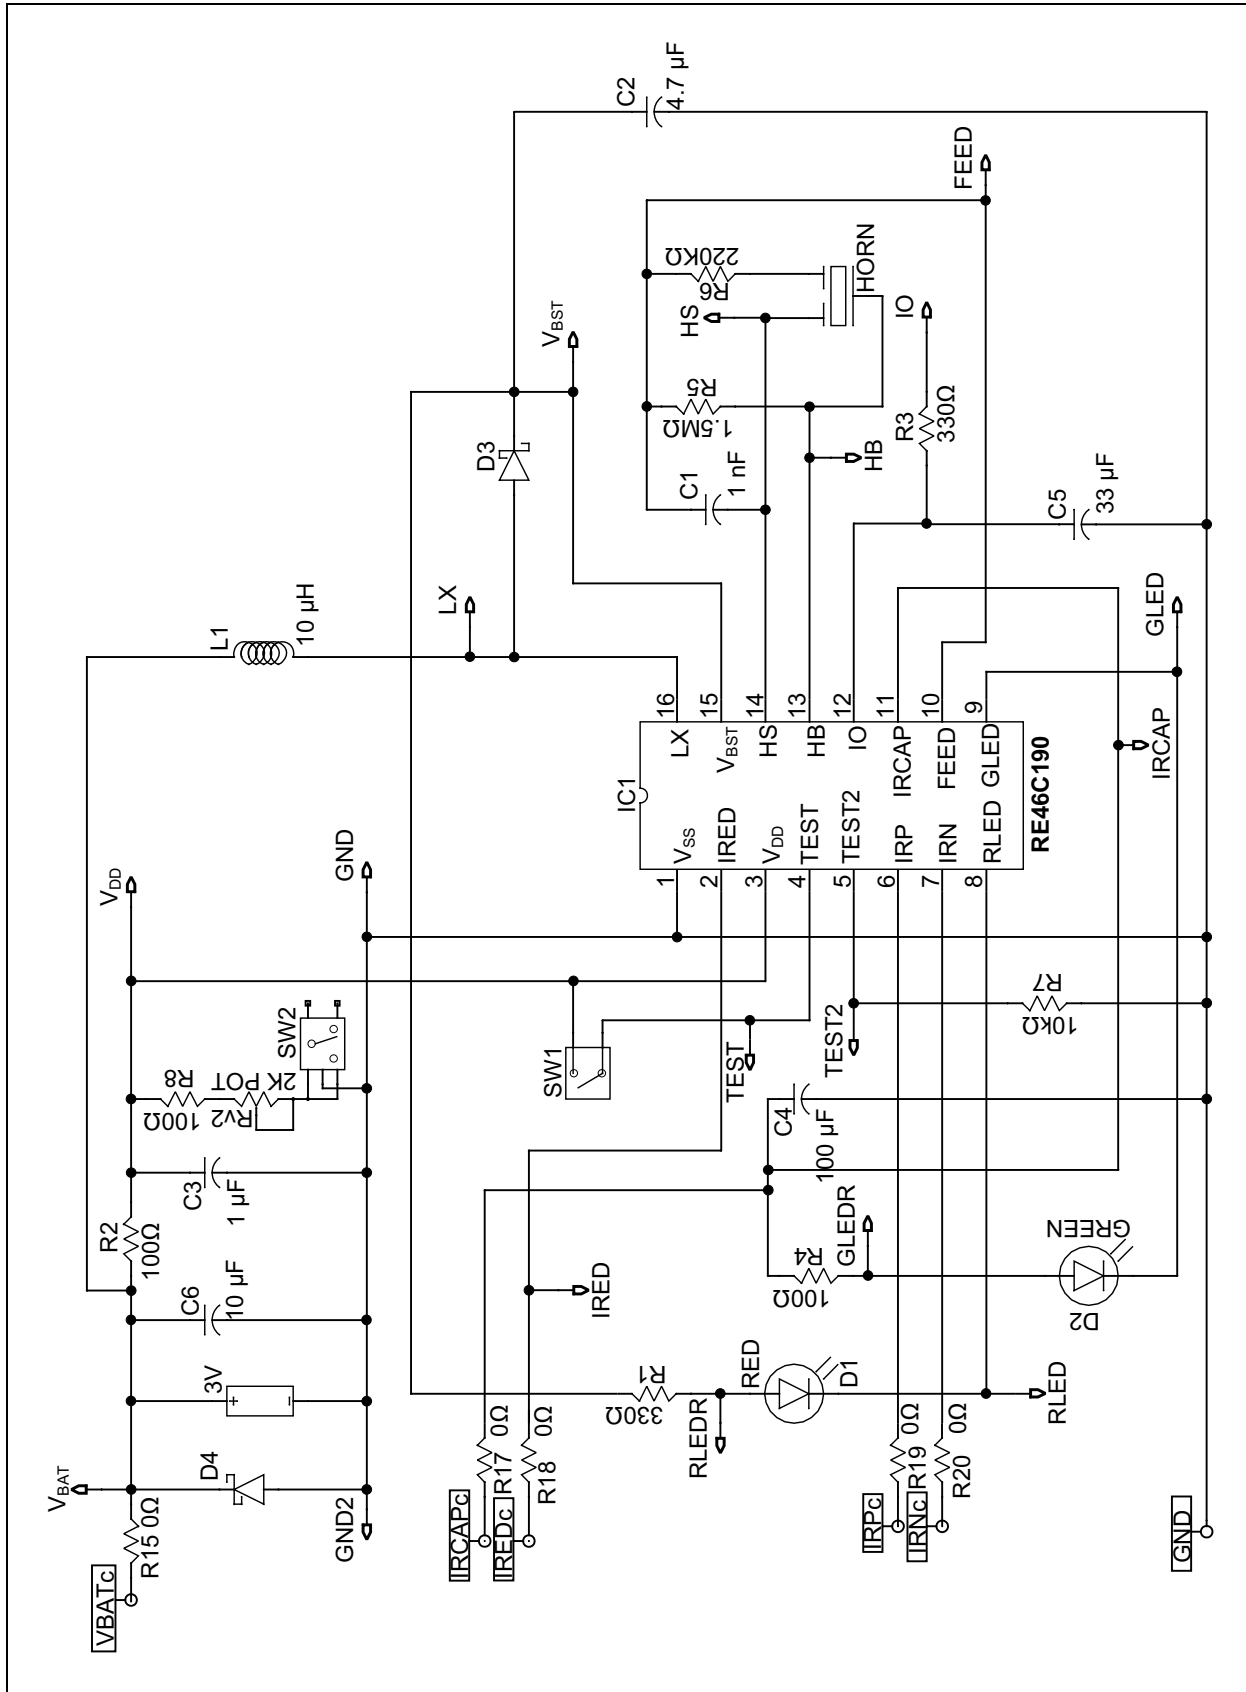 VBATc
R15 0Ω
V_BAT
D4
GND2
3V
+
-
C6
10 µF
R2
100Ω
C3
1 µF
R8
100Ω
Rv2
2K POT
SW2
V_DD
GND
L1
10 µH
LX
D3
V_BST
C2
4.7 µF
IRCAPc
R17 0Ω
IREDc
R18
0Ω
IRED
SW1
TEST
R1
330Ω
RLEDR
RED
D1
RLED
IRPc
R19
0Ω
IRNc
R20
0Ω
GND
R4
100Ω
GLEDR
D2
GREEN
C4
100 µF
TEST2
R7
10kΩ
IC1
1 V_SS
2 IRED
3 V_DD
4 TEST
5 TEST2
6 IRP
7 IRN
8 RLED
LX 16
V_BST 15
HS 14
HB 13
IO 12
IRCAP 11
FEED 10
GLED 9
RE46C190
IRCAP
GLED
C1
1 nF
R5
1.5MΩ
HS
HB
R6
220KΩ
HORN
FEED
R3
330Ω
IO
C5
33 µF